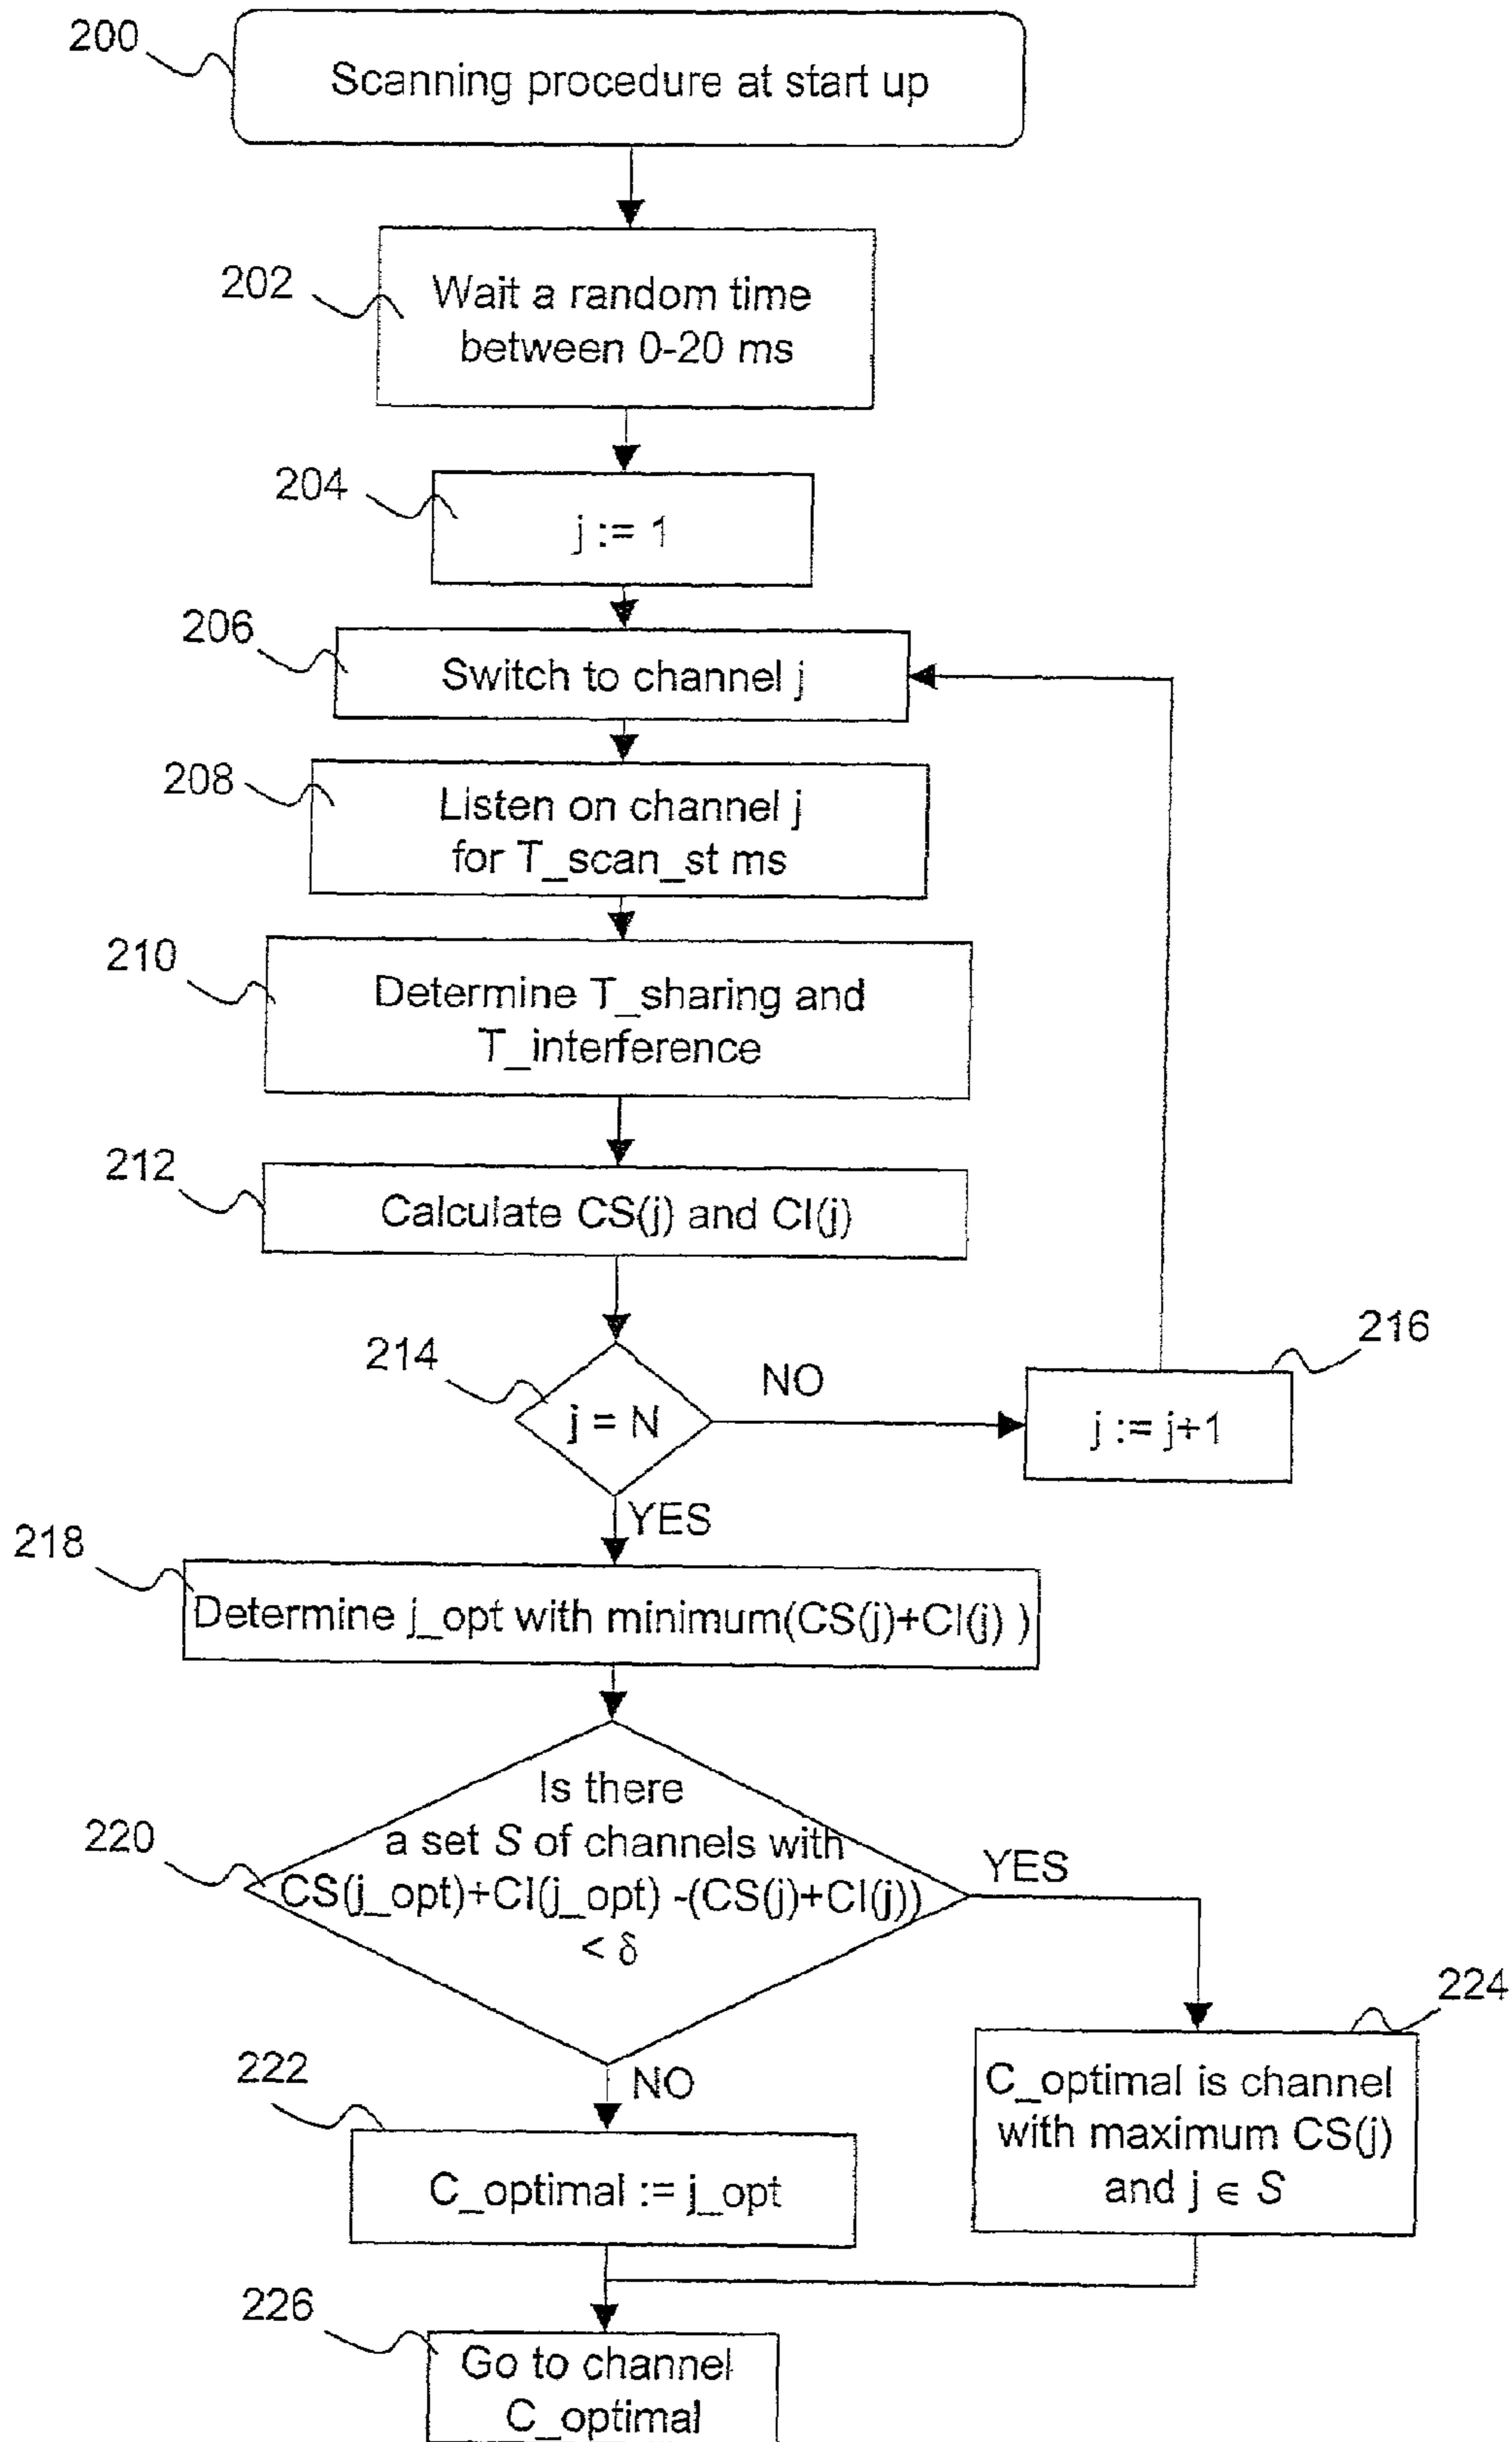 200
Scanning procedure at start up
202
Wait a random time
between 0-20 ms
204
j := 1
206
Switch to channel j
208
Listen on channel j
for T_scan_st ms
210
Determine T_sharing and
T_interference
212
Calculate CS(j) and CI(j)
214
j = N
NO
216
j := j+1
YES
218
Determine j_opt with minimum(CS(j)+CI(j) )
220
Is there
a set S of channels with
CS(j_opt)+CI(j_opt) -(CS(j)+CI(j))
< δ
YES
224
C_optimal is channel
with maximum CS(j)
and j ∈ S
NO
222
C_optimal := j_opt
226
Go to channel
C_optimal